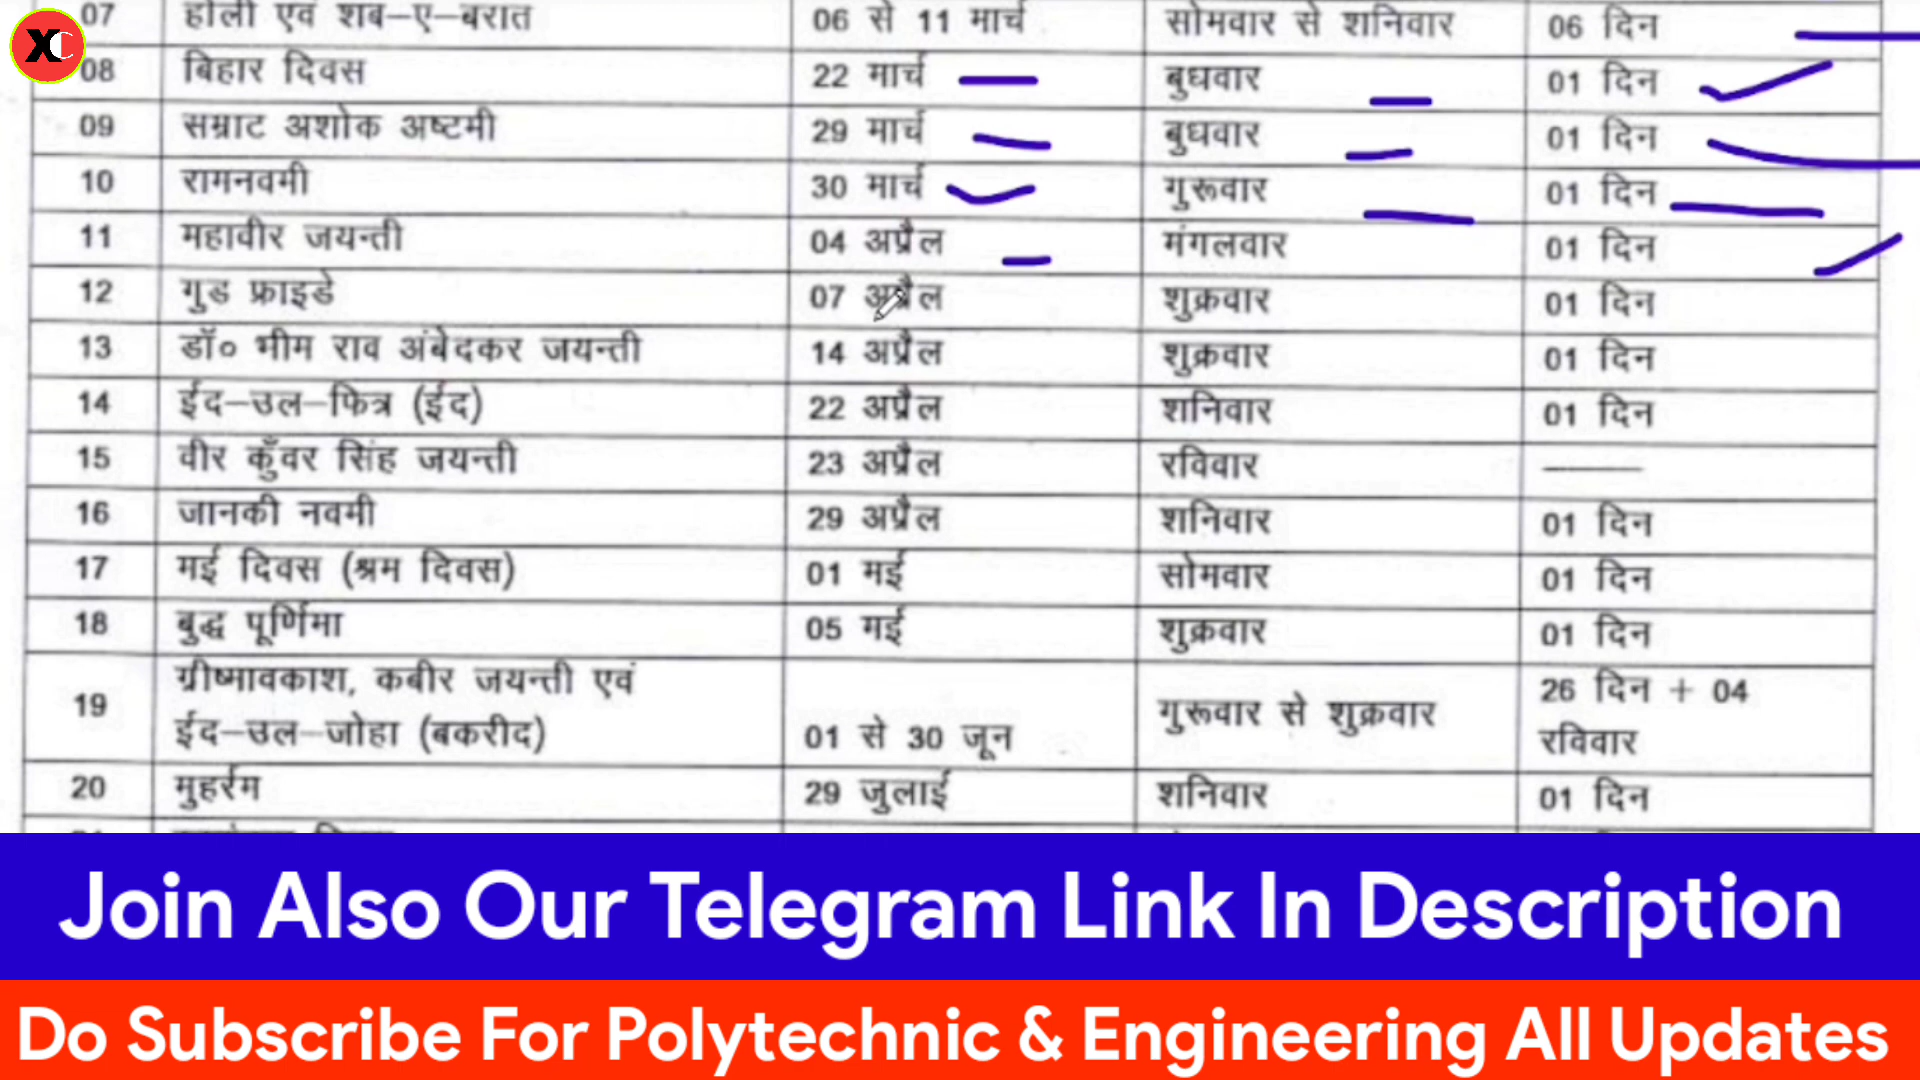 XC
07 होली एवं शब–ए–बरात 06 से 11 मार्च सोमवार से शनिवार 06 दिन
08 बिहार दिवस 22 मार्च बुधवार 01 दिन
09 सम्राट अशोक अष्टमी 29 मार्च बुधवार 01 दिन
10 रामनवमी 30 मार्च गुरूवार 01 दिन
11 महावीर जयन्ती 04 अप्रैल मंगलवार 01 दिन
12 गुड फ्राइडे 07 अप्रैल शुक्रवार 01 दिन
13 डॉ० भीम राव अंबेदकर जयन्ती 14 अप्रैल शुक्रवार 01 दिन
14 ईद–उल–फित्र (ईद) 22 अप्रैल शनिवार 01 दिन
15 वीर कुँवर सिंह जयन्ती 23 अप्रैल रविवार ———
16 जानकी नवमी 29 अप्रैल शनिवार 01 दिन
17 मई दिवस (श्रम दिवस) 01 मई सोमवार 01 दिन
18 बुद्ध पूर्णिमा 05 मई शुक्रवार 01 दिन
19 ग्रीष्मावकाश, कबीर जयन्ती एवं
ईद–उल–जोहा (बकरीद) 01 से 30 जून गुरूवार से शुक्रवार 26 दिन + 04
रविवार
20 मुहर्रम 29 जुलाई शनिवार 01 दिन
Join Also Our Telegram Link In Description
Do Subscribe For Polytechnic & Engineering All Updates